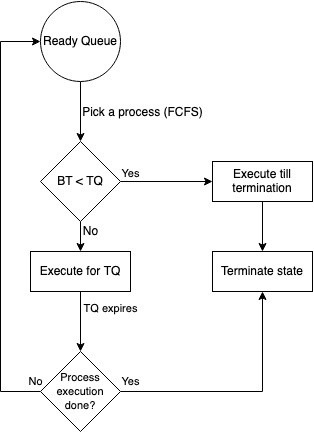 Ready Queue
Pick a process (FCFS)
BT < TQ
Yes
Execute till
termination
No
Execute for TQ
Terminate state
TQ expires
No
Process
execution
done?
Yes